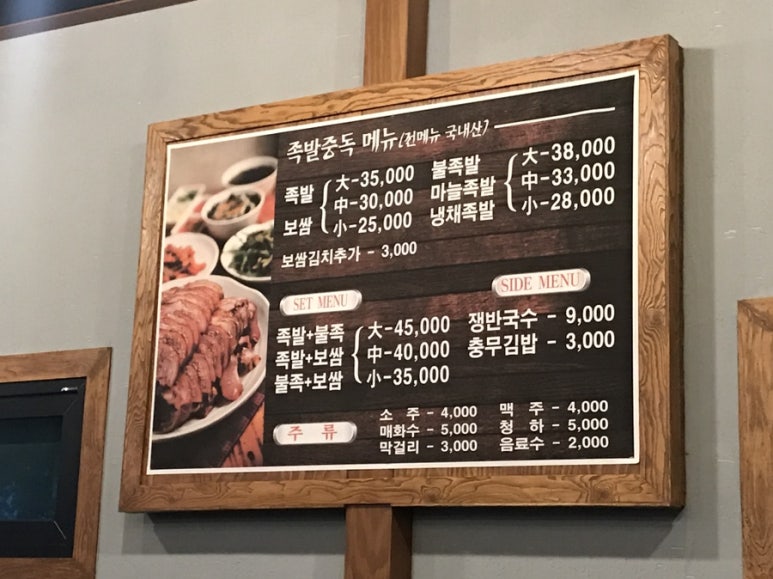 족발중독 메뉴(전메뉴 국내산)
족발 보쌈
大-35,000
中-30,000
小-25,000
불족발
마늘족발
냉채족발
大-38,000
中-33,000
小-28,000
보쌈김치추가 - 3,000
SET MENU
족발+불족
족발+보쌈
불족+보쌈
大-45,000
中-40,000
小-35,000
SIDE MENU
쟁반국수 - 9,000
충무김밥 - 3,000
주 류
소 주 - 4,000
매화수 - 5,000
막걸리 - 3,000
맥 주 - 4,000
청 하 - 5,000
음료수 - 2,000